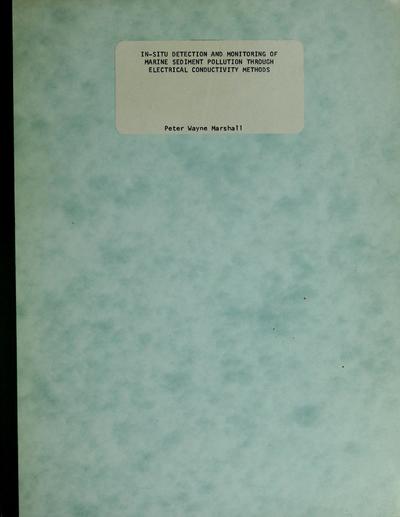 IN-SITU DETECTION AND MONITORING OF
MARINE SEDIMENT POLLUTION THROUGH
ELECTRICAL CONDUCTIVITY METHODS
Peter Wayne Marshall